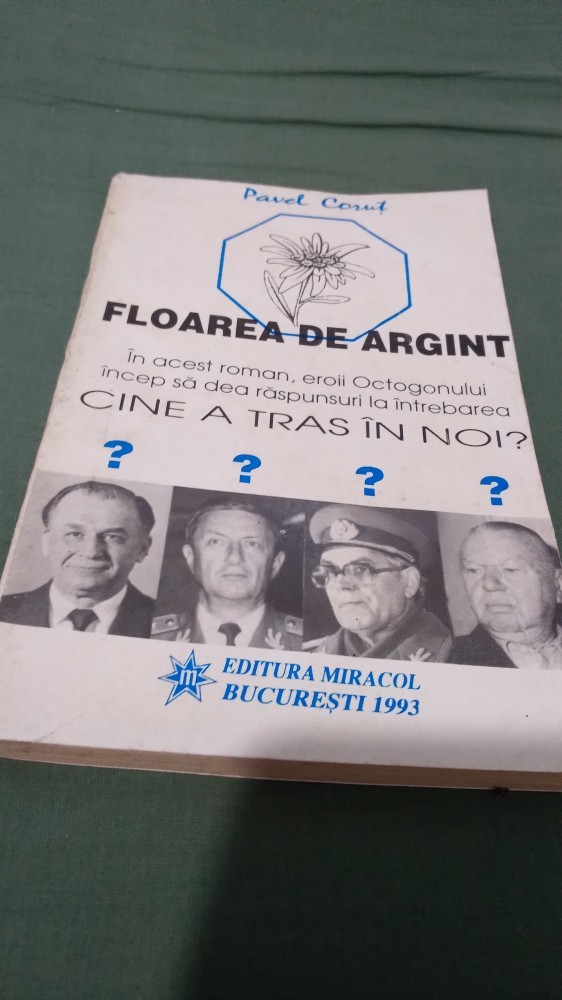 Pavel Coruț
FLOAREA DE ARGINT
În acest roman, eroii Octogonului
încep să dea răspunsuri la întrebarea
CINE A TRAS ÎN NOI?
? ? ? ?
m
EDITURA MIRACOL
BUCUREȘTI 1993